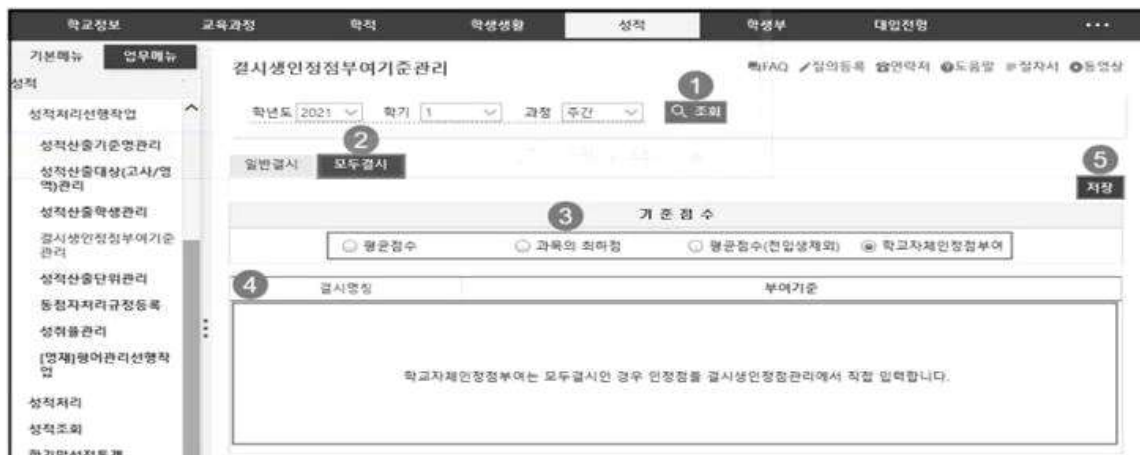 학교정보 교육과정 학적 학생생활 성적 학생부 대입전형 •••
기본메뉴 업무메뉴
성적
성적처리선행작업
성적산출기준명관리
성적산출대상(고사/영
역)관리
성적산출학생관리
결시생인정점부여기준
관리
성적산출단위관리
동점자처리규정등록
성취율관리
[영재]평어관리선행작
업
성적처리
성적조회
학기말성적통계
결시생인정점부여기준관리
FAQ 질의등록 연락처 도움말 절차서 동영상
1
학년도 2021 학기 1 과정 주간 조회
2
일반결시 모두결시
5
저장
3 기 준 점 수
평균점수 과목의 최하점 평균점수(전입생제외) 학교자체인정점부여
4 결시명칭 부여기준
학교자체인정점부여는 모두결시인 경우 인정점을 결시생인정점관리에서 직접 입력합니다.